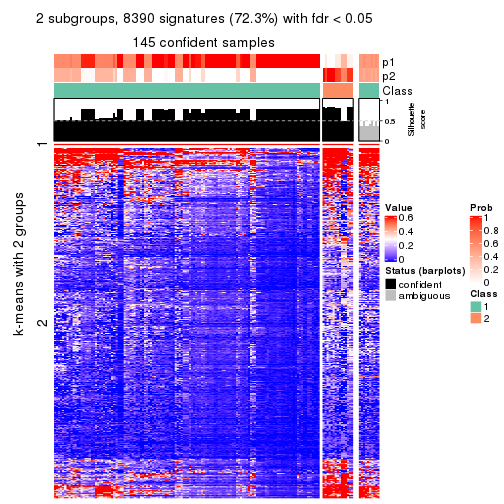 2 subgroups, 8390 signatures (72.3%) with fdr < 0.05
145 confident samples
p1
p2
Class
1
0.5
0
Silhouette
score
k-means with 2 groups
1
2
Value
0.6
0.4
0.2
0
Status (barplots)
confident
ambiguous
Prob
1
0.8
0.6
0.4
0.2
0
Class
1
2